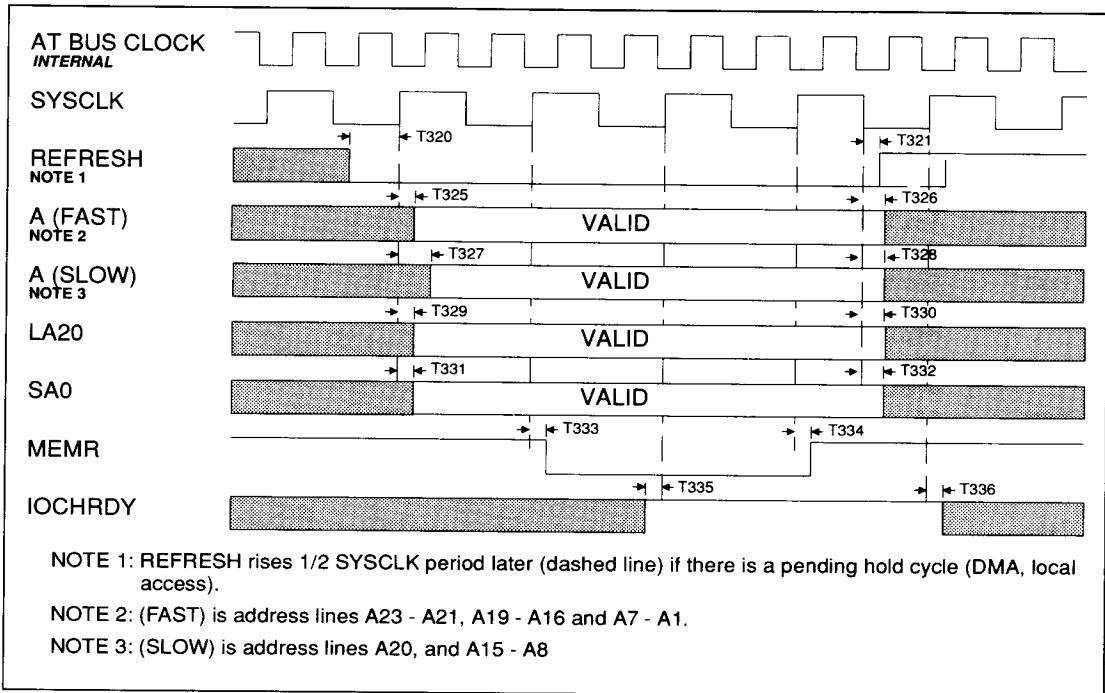 AT BUS CLOCK
INTERNAL
SYSCLK
T320
T321
REFRESH
NOTE 1
T325
T326
A (FAST)
NOTE 2
VALID
T327
T328
A (SLOW)
NOTE 3
VALID
T329
T330
LA20
VALID
T331
T332
SA0
VALID
T333
T334
MEMR
T335
T336
IOCHRDY
NOTE 1: REFRESH rises 1/2 SYSCLK period later (dashed line) if there is a pending hold cycle (DMA, local
access).
NOTE 2: (FAST) is address lines A23 - A21, A19 - A16 and A7 - A1.
NOTE 3: (SLOW) is address lines A20, and A15 - A8